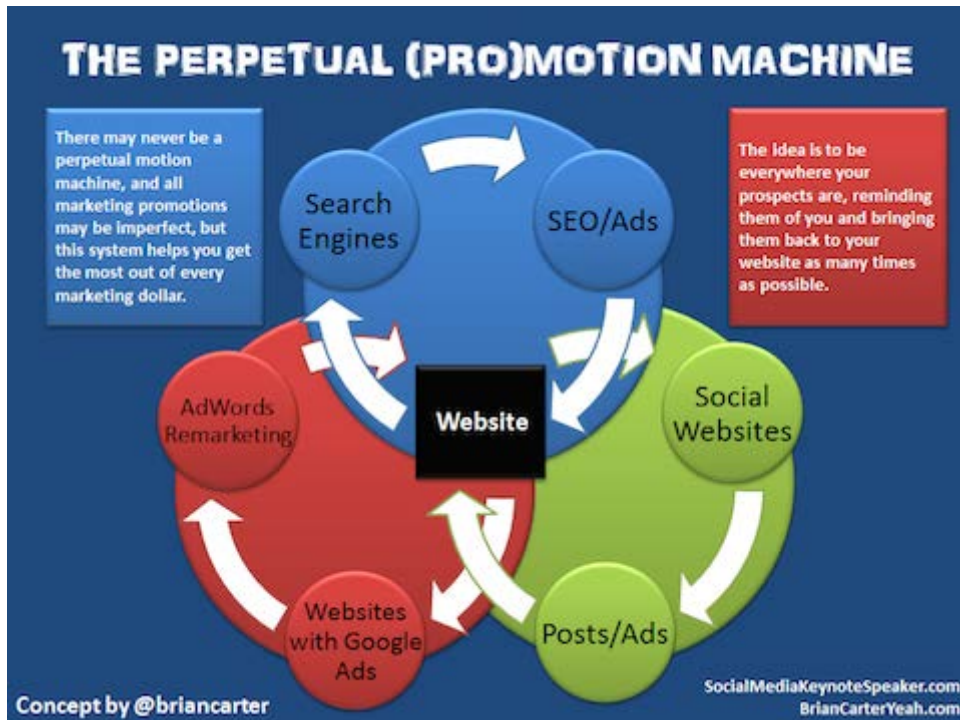 THE PERPETUAL (PRO)MOTION MACHINE
There may never be a
perpetual motion
machine, and all
marketing promotions
may be imperfect, but
this system helps you get
the most out of every
marketing dollar.
The idea is to be
everywhere your
prospects are, reminding
them of you and bringing
them back to your
website as many times
as possible.
Search
Engines
SEO/Ads
AdWords
Remarketing
Website
Social
Websites
Websites
with Google
Ads
Posts/Ads
Concept by @briancarter
SocialMediaKeynoteSpeaker.com
BrianCarterYeah.com